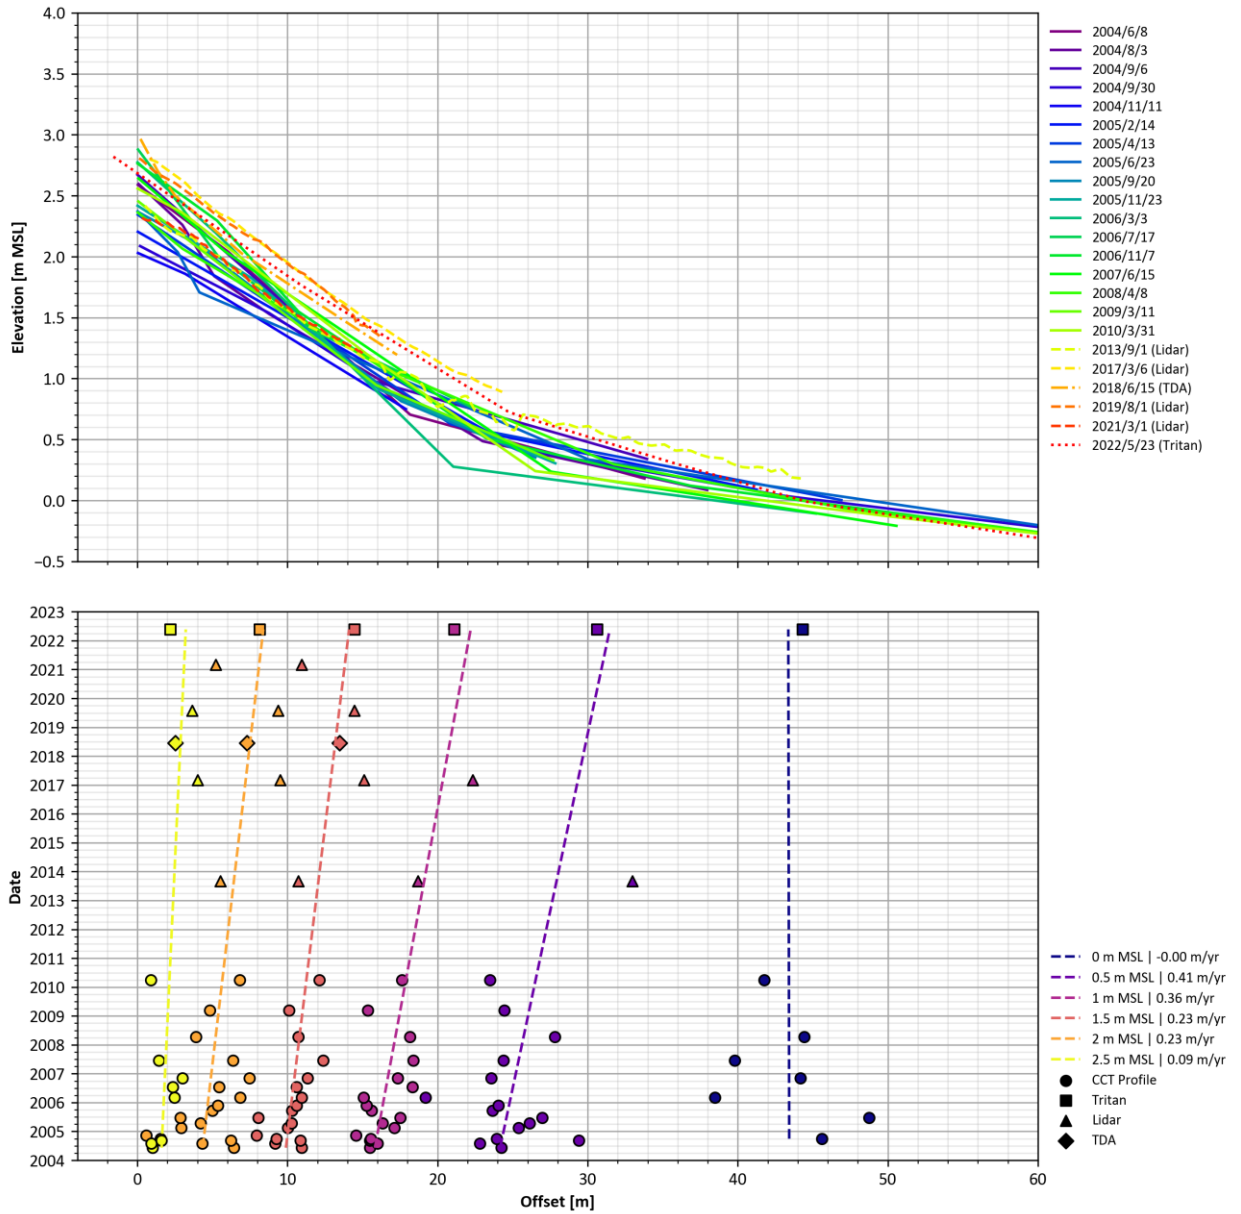 4.0
3.5
3.0
2.5
2.0
1.5
1.0
0.5
0.0
−0.5
Elevation [m MSL]
2004/6/8
2004/8/3
2004/9/6
2004/9/30
2004/11/11
2005/2/14
2005/4/13
2005/6/23
2005/9/20
2005/11/23
2006/3/3
2006/7/17
2006/11/7
2007/6/15
2008/4/8
2009/3/11
2010/3/31
2013/9/1 (Lidar)
2017/3/6 (Lidar)
2018/6/15 (TDA)
2019/8/1 (Lidar)
2021/3/1 (Lidar)
2022/5/23 (Tritan)
2023
2022
2021
2020
2019
2018
2017
2016
2015
2014
2013
2012
2011
2010
2009
2008
2007
2006
2005
2004
Date
0 m MSL | -0.00 m/yr
0.5 m MSL | 0.41 m/yr
1 m MSL | 0.36 m/yr
1.5 m MSL | 0.23 m/yr
2 m MSL | 0.23 m/yr
2.5 m MSL | 0.09 m/yr
CCT Profile
Tritan
Lidar
TDA
0 10 20 30 40 50 60
Offset [m]